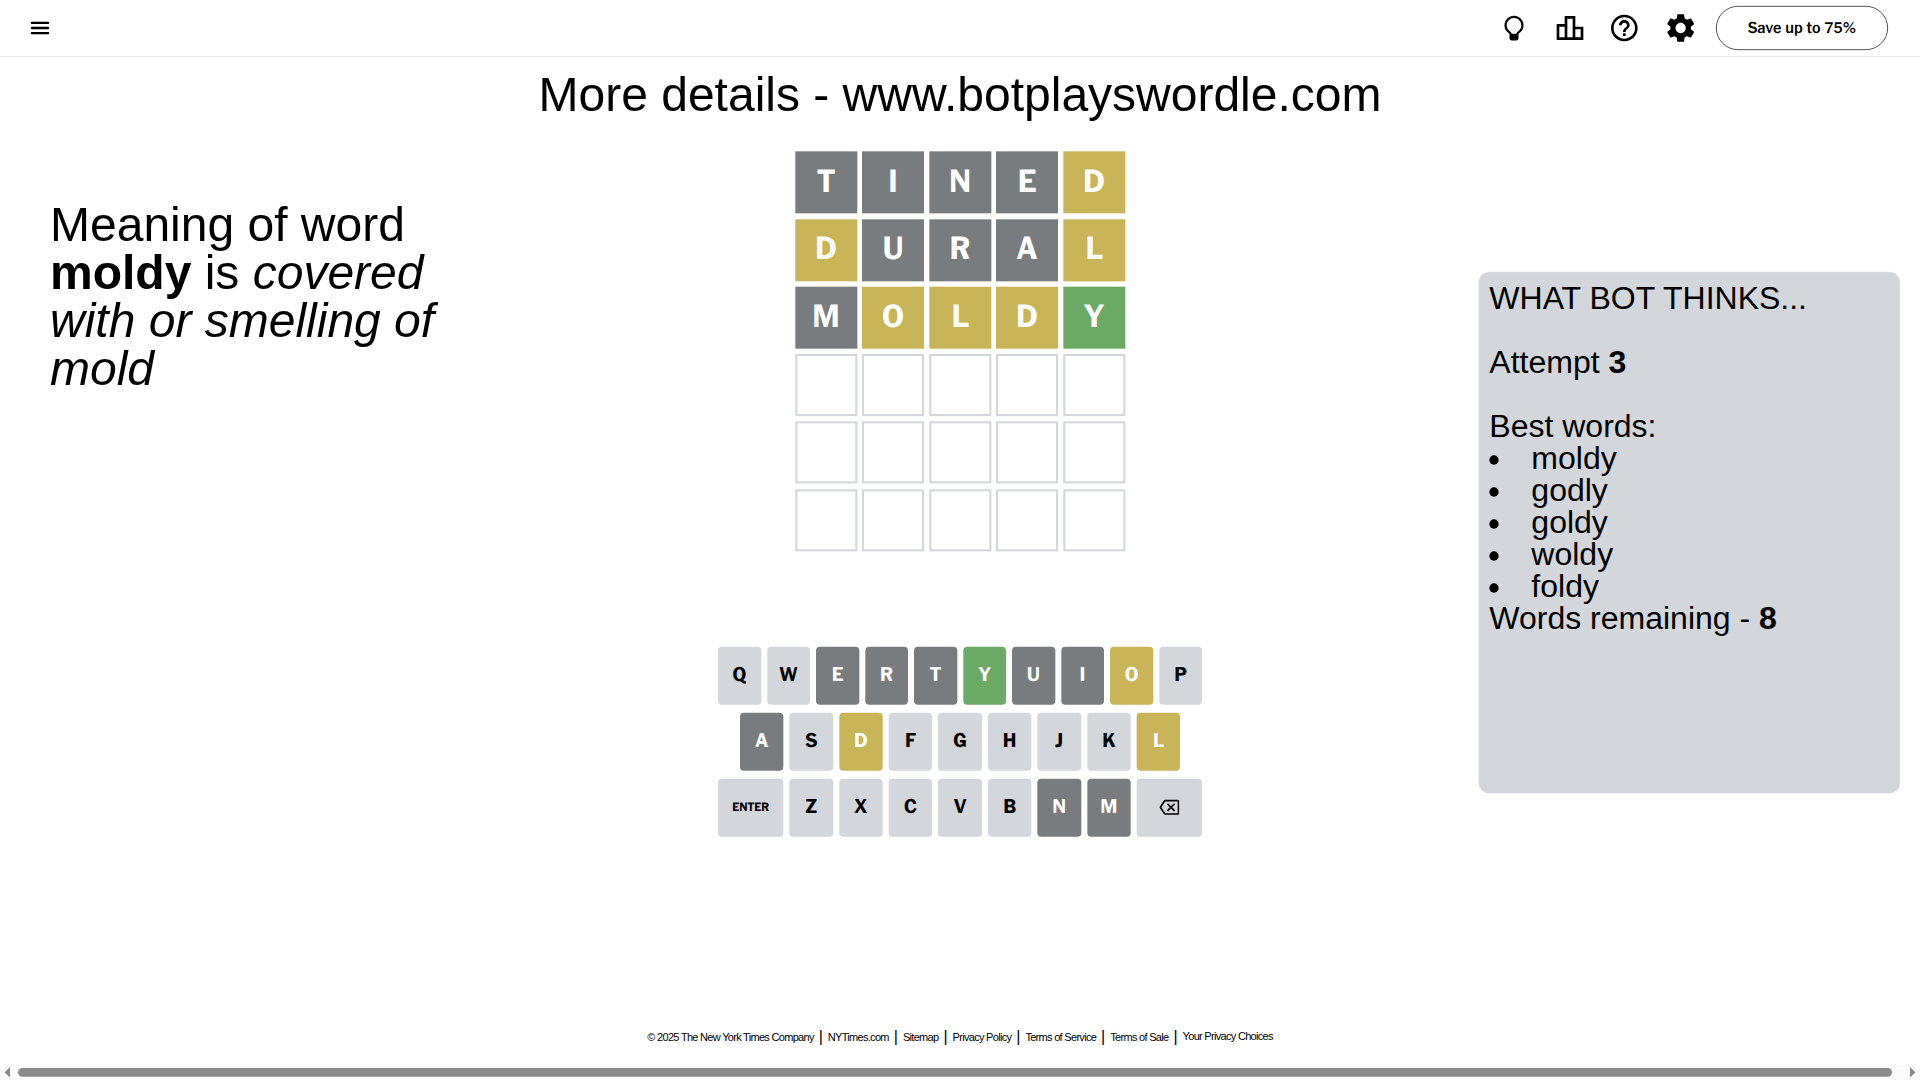 Save up to 75%
More details - www.botplayswordle.com
Meaning of word
moldy is covered
with or smelling of
mold
T I N E D
D U R A L
M O L D Y
WHAT BOT THINKS...
Attempt 3
Best words:
• moldy
• godly
• goldy
• woldy
• foldy
Words remaining - 8
Q W E R T Y U I O P
A S D F G H J K L
ENTER Z X C V B N M
© 2025 The New York Times Company | NYTimes.com | Sitemap | Privacy Policy | Terms of Service | Terms of Sale | Your Privacy Choices